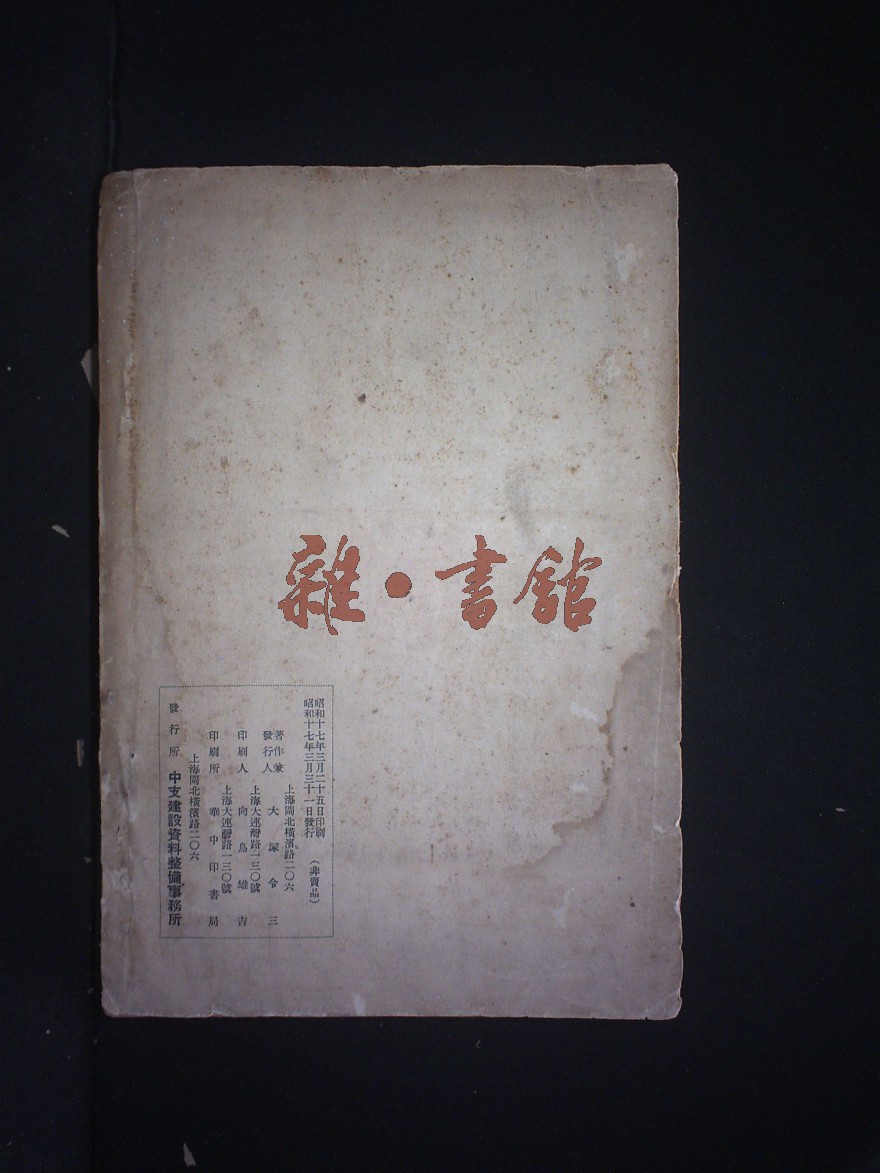 雜·書館
昭和十七年三月二十五日印刷
昭和十七年三月三十一日發行
(非賣品)
上海閘北橫濱路二〇六
著作兼
發行人 大塚令三
上海大連灣路一三〇號
印刷人 向島雄吉
上海大連灣路一三〇號
印刷所 華中印書局
上海閘北橫濱路二〇六
發行所 中支建設資料整備事務所